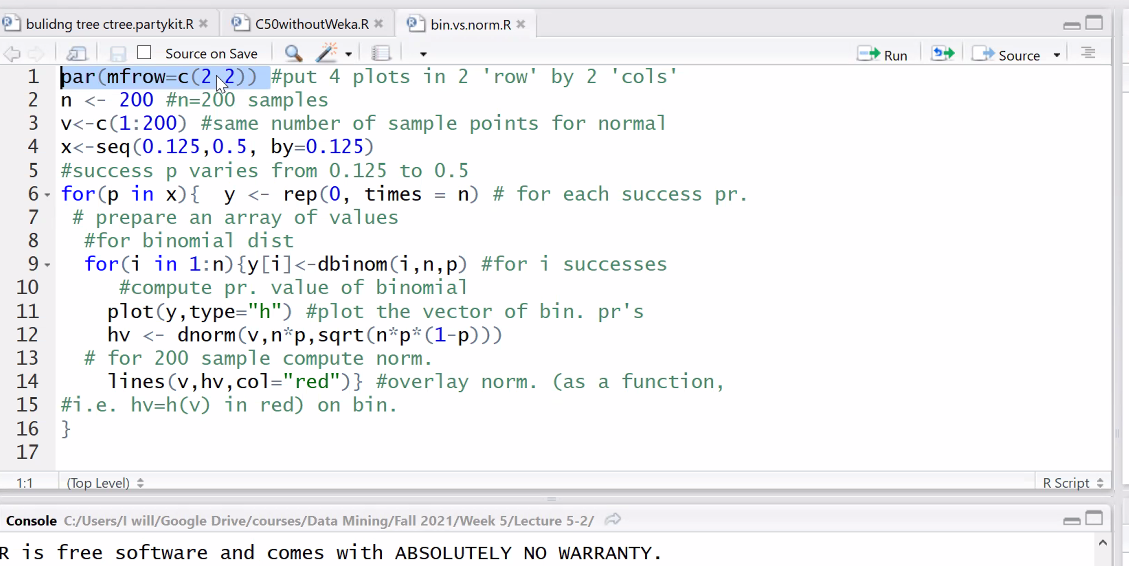 bulidng tree ctree.partykit.R × C50withoutWeka.R × bin.vs.norm.R ×
Source on Save Run Source
1 par(mfrow=c(2,2)) #put 4 plots in 2 'row' by 2 'cols'
2 n <- 200 #n=200 samples
3 v<-c(1:200) #same number of sample points for normal
4 x<-seq(0.125,0.5, by=0.125)
5 #success p varies from 0.125 to 0.5
6 for(p in x){ y <- rep(0, times = n) # for each success pr.
7 # prepare an array of values
8 #for binomial dist
9 for(i in 1:n){y[i]<-dbinom(i,n,p) #for i successes
10 #compute pr. value of binomial
11 plot(y,type="h") #plot the vector of bin. pr's
12 hv <- dnorm(v,n*p,sqrt(n*p*(1-p)))
13 # for 200 sample compute norm.
14 lines(v,hv,col="red")} #overlay norm. (as a function,
15 #i.e. hv=h(v) in red) on bin.
16 }
17
1:1 (Top Level) R Script
Console C:/Users/I will/Google Drive/courses/Data Mining/Fall 2021/Week 5/Lecture 5-2/
R is free software and comes with ABSOLUTELY NO WARRANTY.